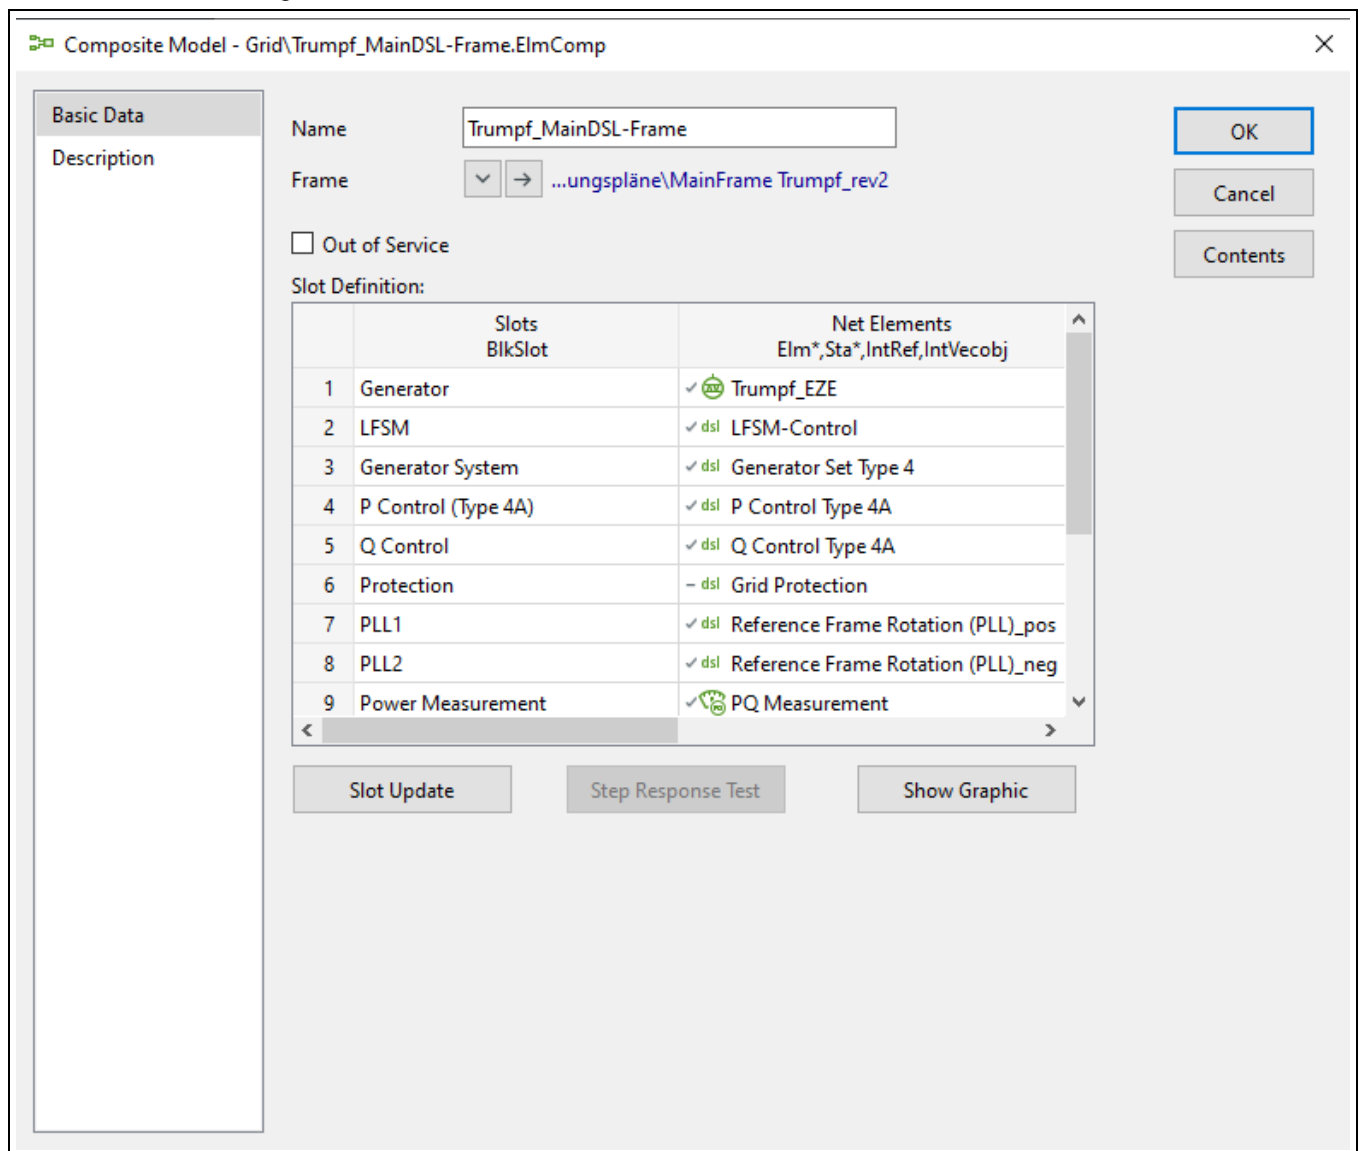 Composite Model - Grid\Trumpf_MainDSL-Frame.ElmComp
Basic Data
Description
Name Trumpf_MainDSL-Frame
Frame ...ungspläne\MainFrame Trumpf_rev2
OK
Cancel
Contents
Out of Service
Slot Definition:
Slots Net Elements
BlkSlot Elm*,Sta*,IntRef,IntVecobj
1 Generator Trumpf_EZE
2 LFSM dsl LFSM-Control
3 Generator System dsl Generator Set Type 4
4 P Control (Type 4A) dsl P Control Type 4A
5 Q Control dsl Q Control Type 4A
6 Protection dsl Grid Protection
7 PLL1 dsl Reference Frame Rotation (PLL)_pos
8 PLL2 dsl Reference Frame Rotation (PLL)_neg
9 Power Measurement PQ Measurement
Slot Update Step Response Test Show Graphic